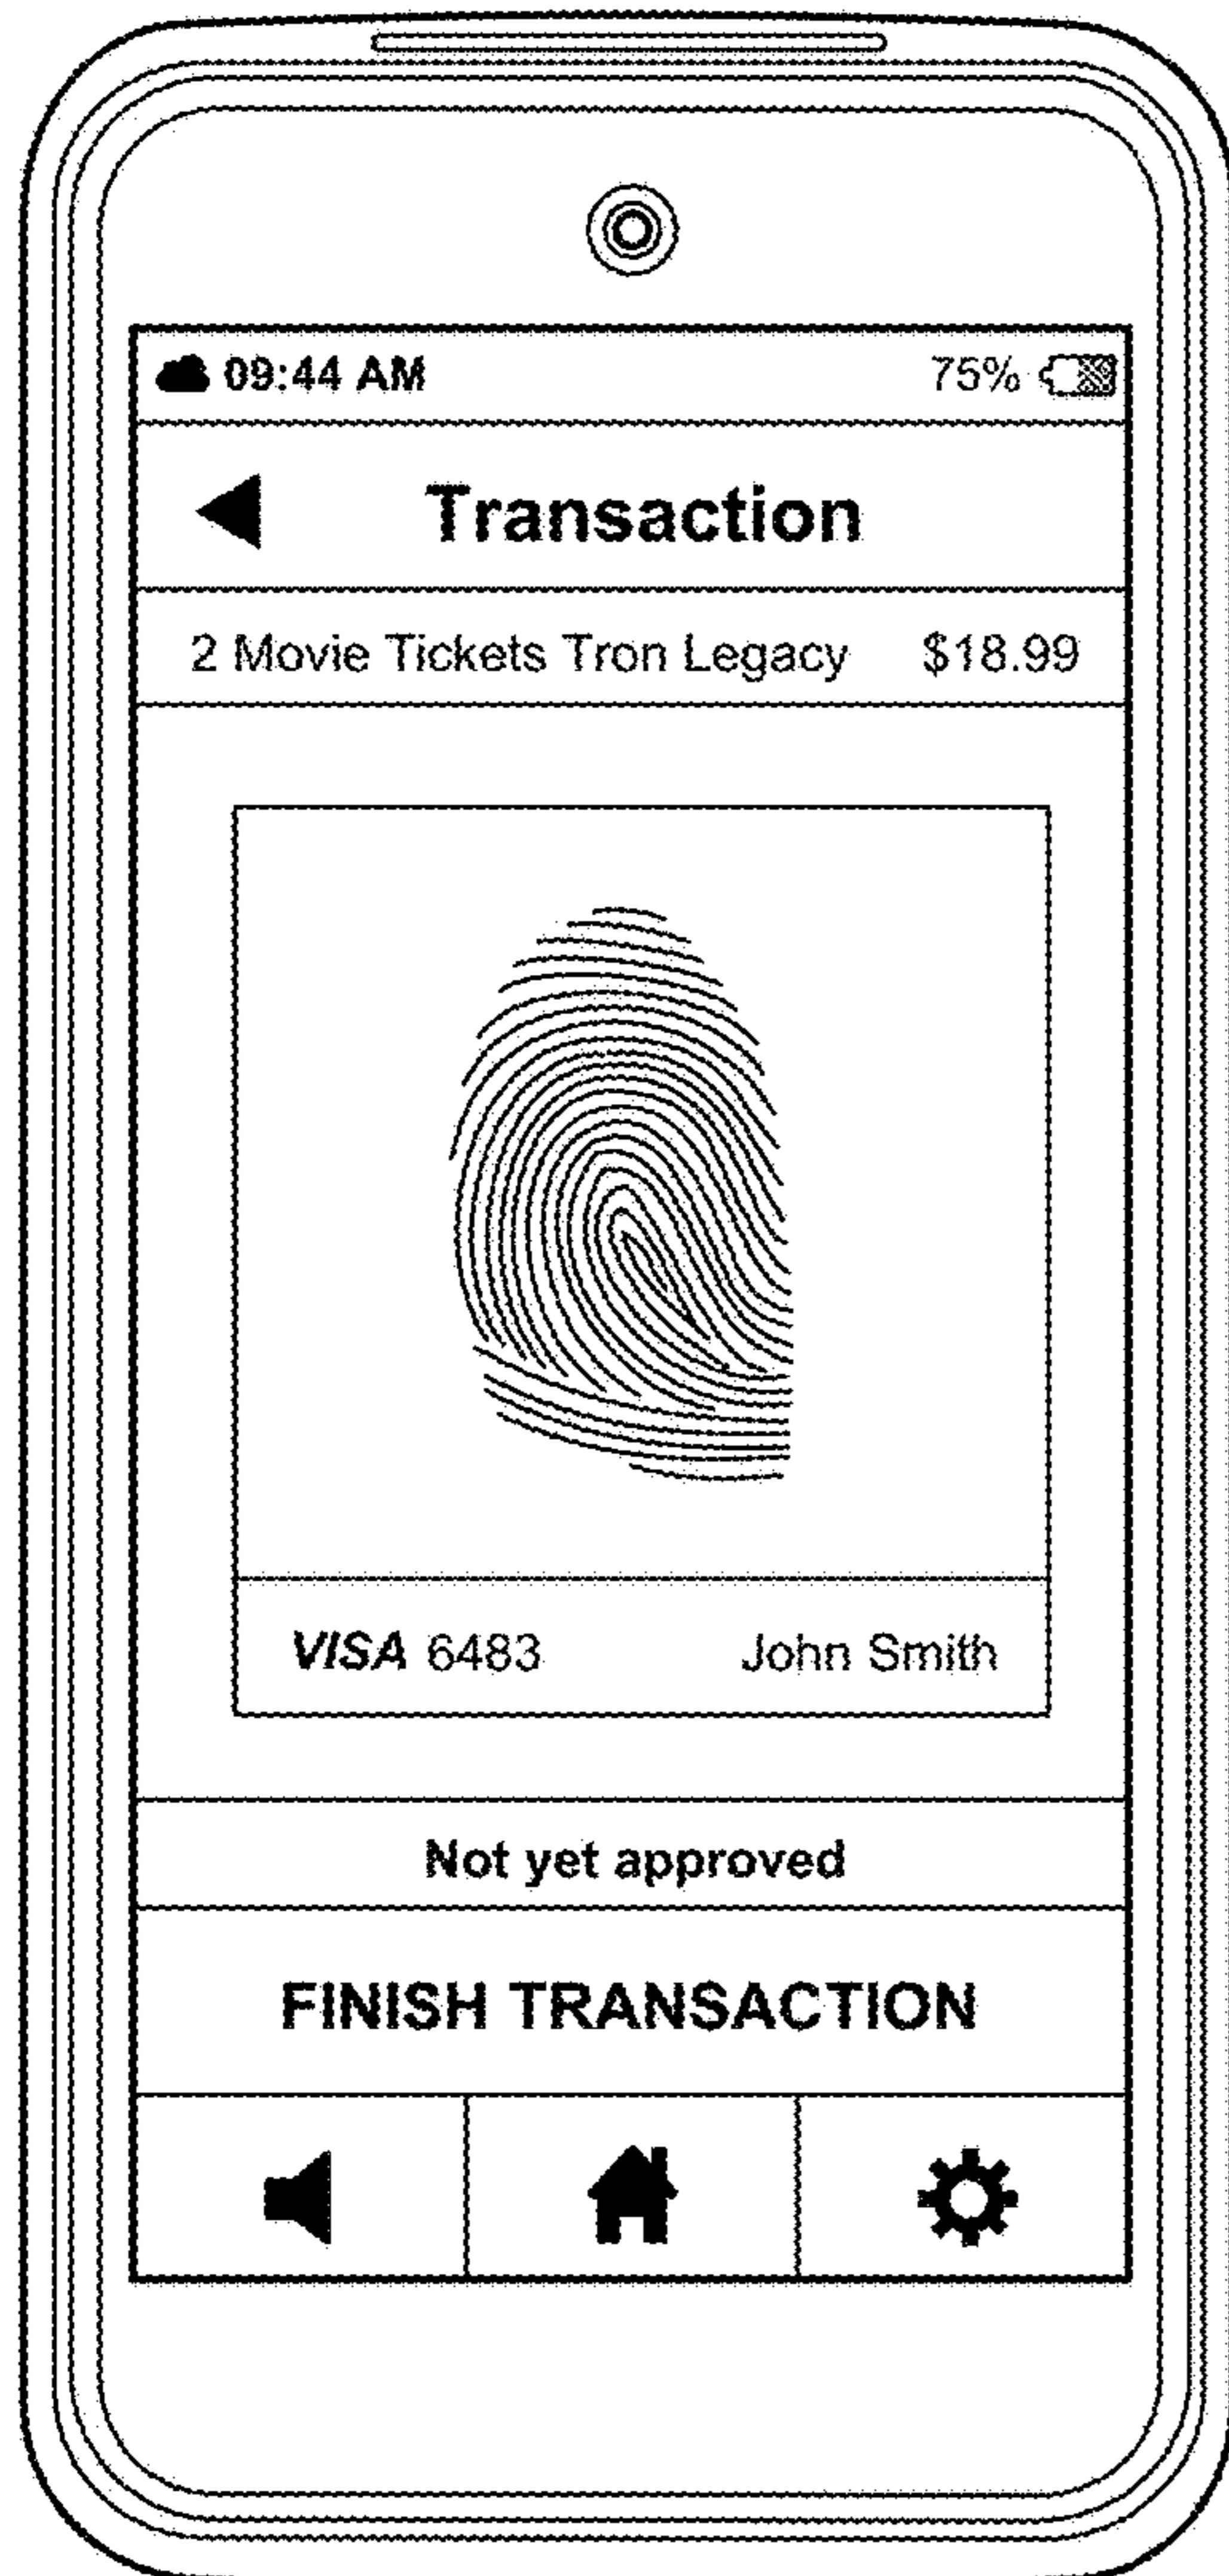 09:44 AM 75%
Transaction
2 Movie Tickets Tron Legacy $18.99
VISA 6483 John Smith
Not yet approved
FINISH TRANSACTION